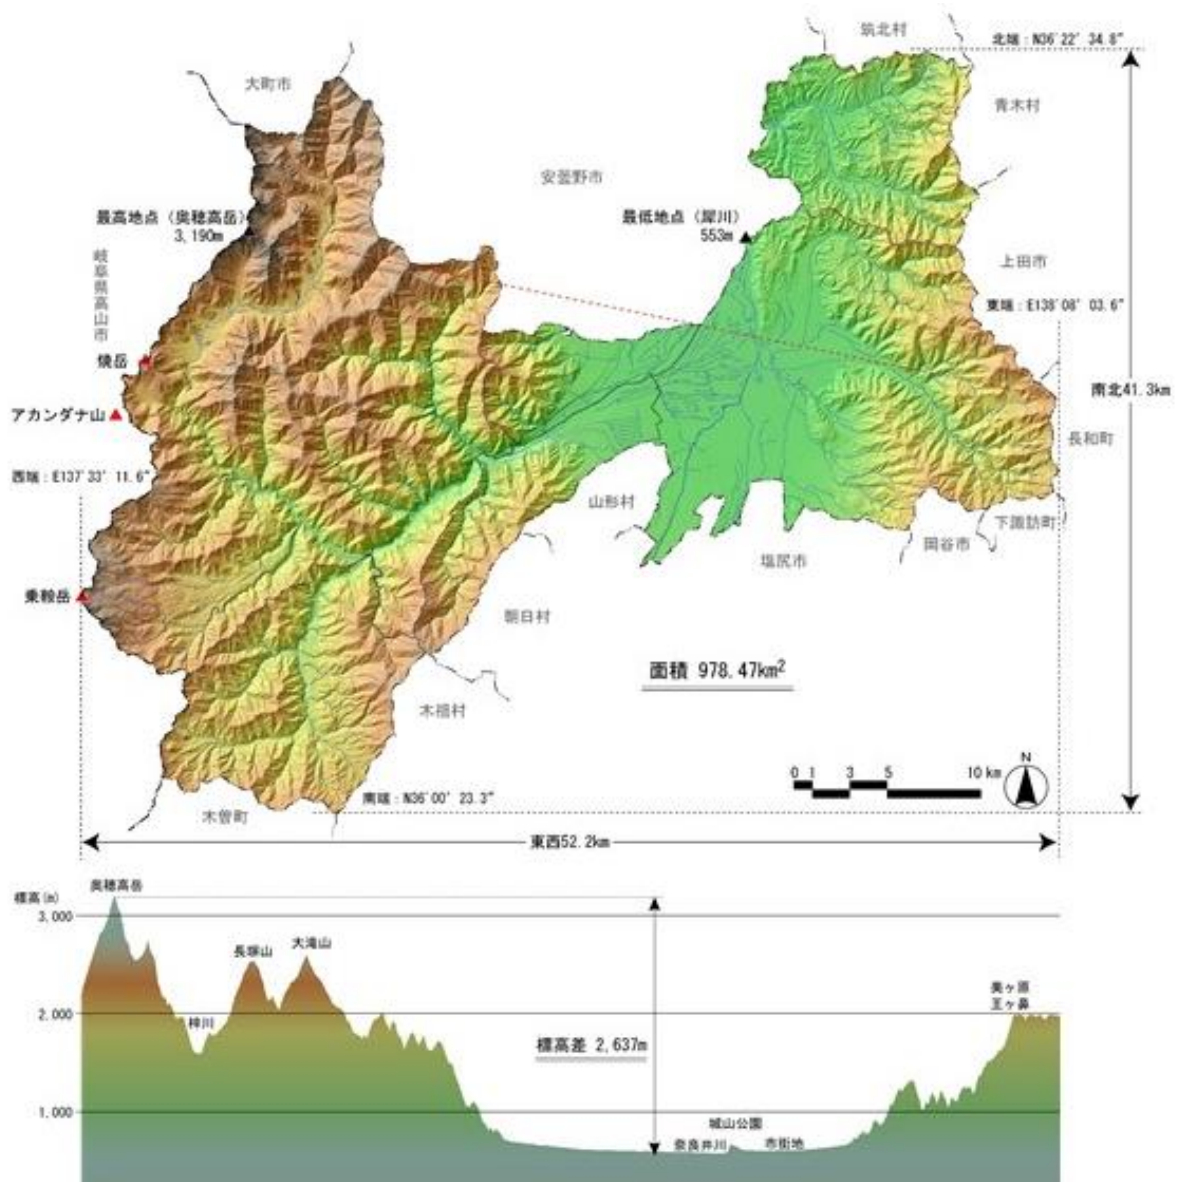 筑北村
北端：N36°22′34.8″
大町市
青木村
安曇野市
最高地点（奥穂高岳）
3,190m
最低地点（犀川）
553m
岐阜県高山市
上田市
東端：E138°08′03.6″
焼岳
南北41.3km
アカンダナ山
長和町
西端：E137°33′11.6″
山形村
下諏訪町
岡谷市
塩尻市
乗鞍岳
朝日村
面積 978.47km²
木祖村
N
0 1 3 5 10 km
南端：N36°00′23.3″
木曽町
東西52.2km
奥穂高岳
標高(m)
3,000
長塀山
大滝山
美ヶ原
王ヶ鼻
2,000
梓川
標高差 2,637m
1,000
城山公園
奈良井川
市街地